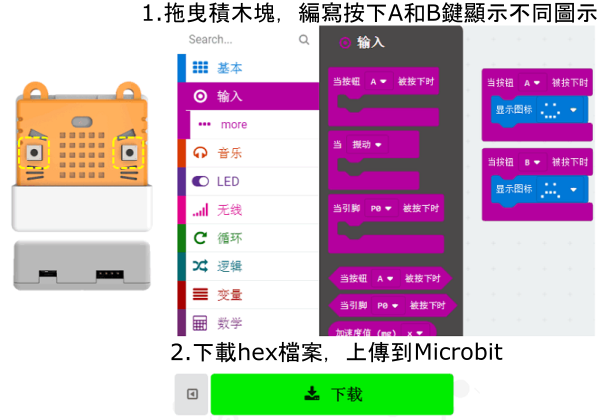 1.拖曳積木塊，編寫按下A和B鍵顯示不同圖示
Search...
基本
输入
more
音乐
LED
无线
循环
逻辑
变量
数学
输入
当按钮 A 被按下时
当 振动
当引脚 P0 被按下时
当按钮 A 被按下时
当引脚 P0 被按下时
加速度值 (mg) x
当按钮 A 被按下时
显示图标
当按钮 B 被按下时
显示图标
2.下載hex檔案，上傳到Microbit
下载